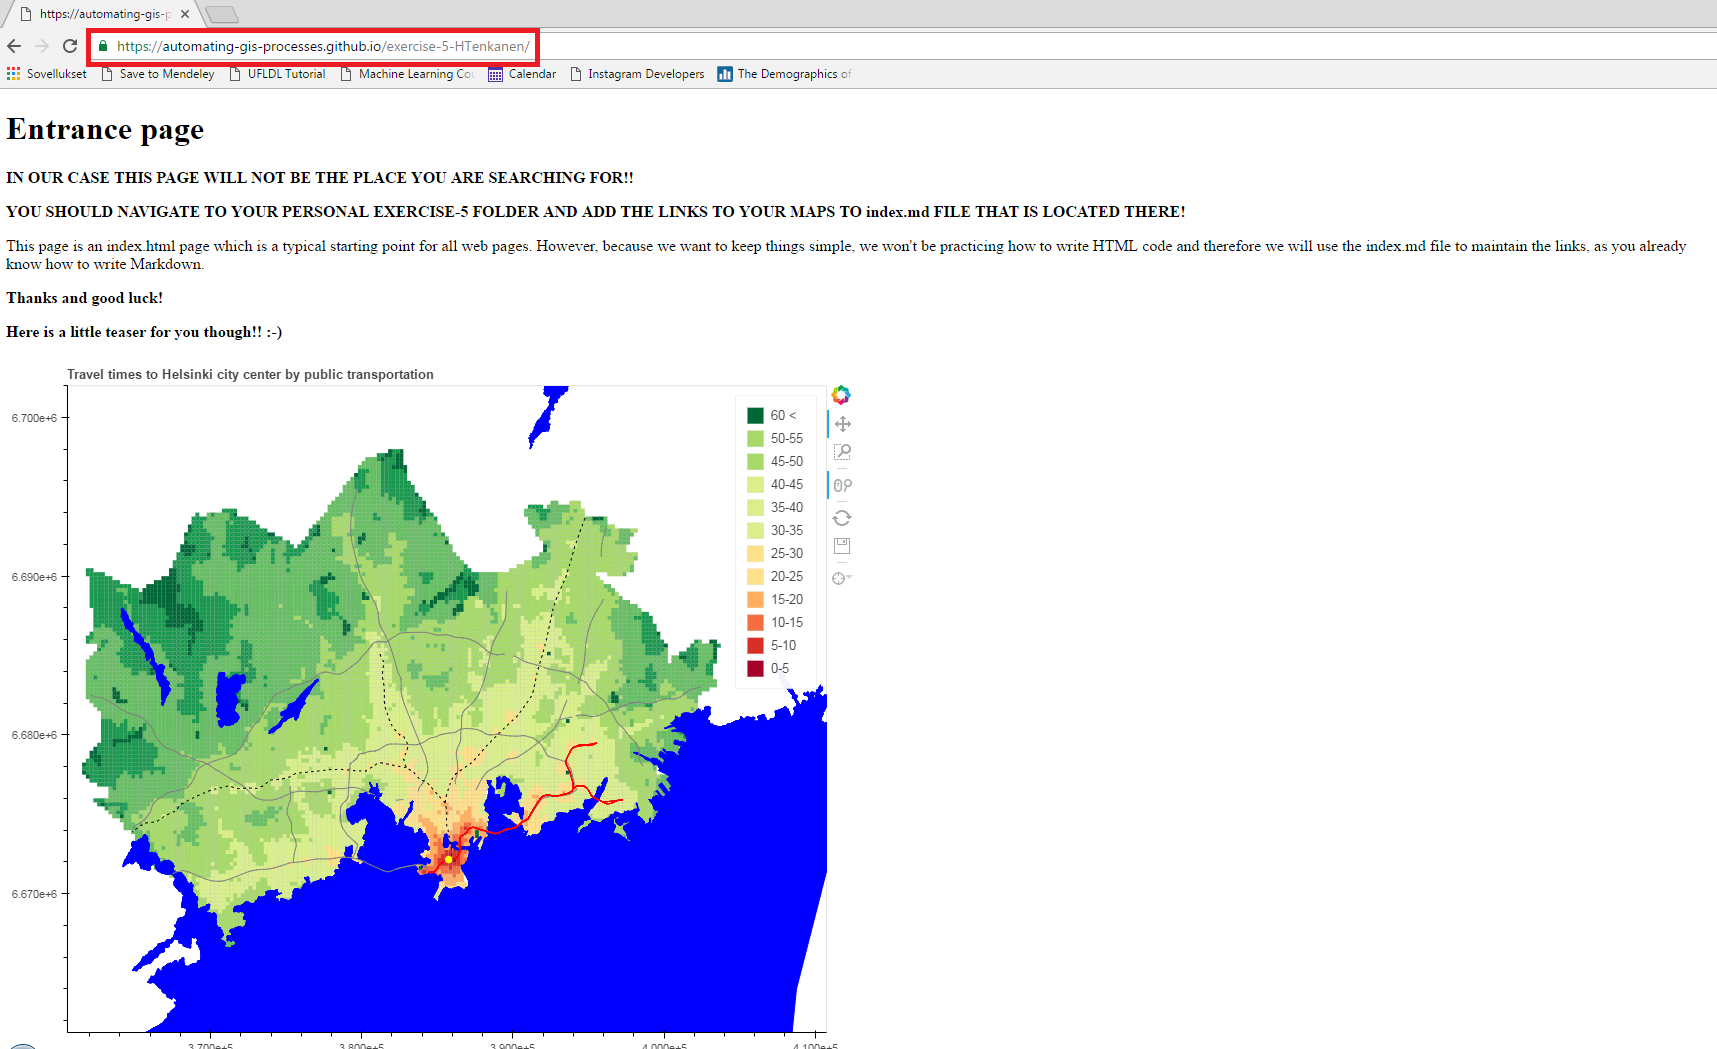 https://automating-gis-p
https://automating-gis-processes.github.io/exercise-5-HTenkanen/
Sovellukset Save to Mendeley UFLDL Tutorial Machine Learning Co Calendar Instagram Developers The Demographics of
Entrance page
IN OUR CASE THIS PAGE WILL NOT BE THE PLACE YOU ARE SEARCHING FOR!!
YOU SHOULD NAVIGATE TO YOUR PERSONAL EXERCISE-5 FOLDER AND ADD THE LINKS TO YOUR MAPS TO index.md FILE THAT IS LOCATED THERE!
This page is an index.html page which is a typical starting point for all web pages. However, because we want to keep things simple, we won't be practicing how to write HTML code and therefore we will use the index.md file to maintain the links, as you already
know how to write Markdown.
Thanks and good luck!
Here is a little teaser for you though!! :-)
Travel times to Helsinki city center by public transportation
6.700e+6
6.690e+6
6.680e+6
6.670e+6
60 <
50-55
45-50
40-45
35-40
30-35
25-30
20-25
15-20
10-15
5-10
0-5
3.700e+5 3.800e+5 3.900e+5 4.000e+5 4.100e+5